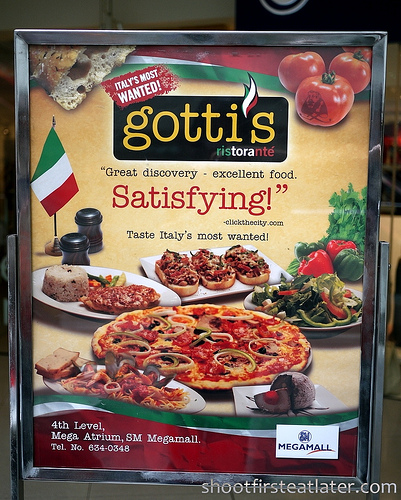 ITALY'S MOST
WANTED!
gotti's
ristoranté
"Great discovery - excellent food.
Satisfying!"
-clickthecity.com
Taste Italy's most wanted!
4th Level,
Mega Atrium, SM Megamall.
Tel. No. 634-0348
SM
MEGAMALL
shootfirsteatlater.com